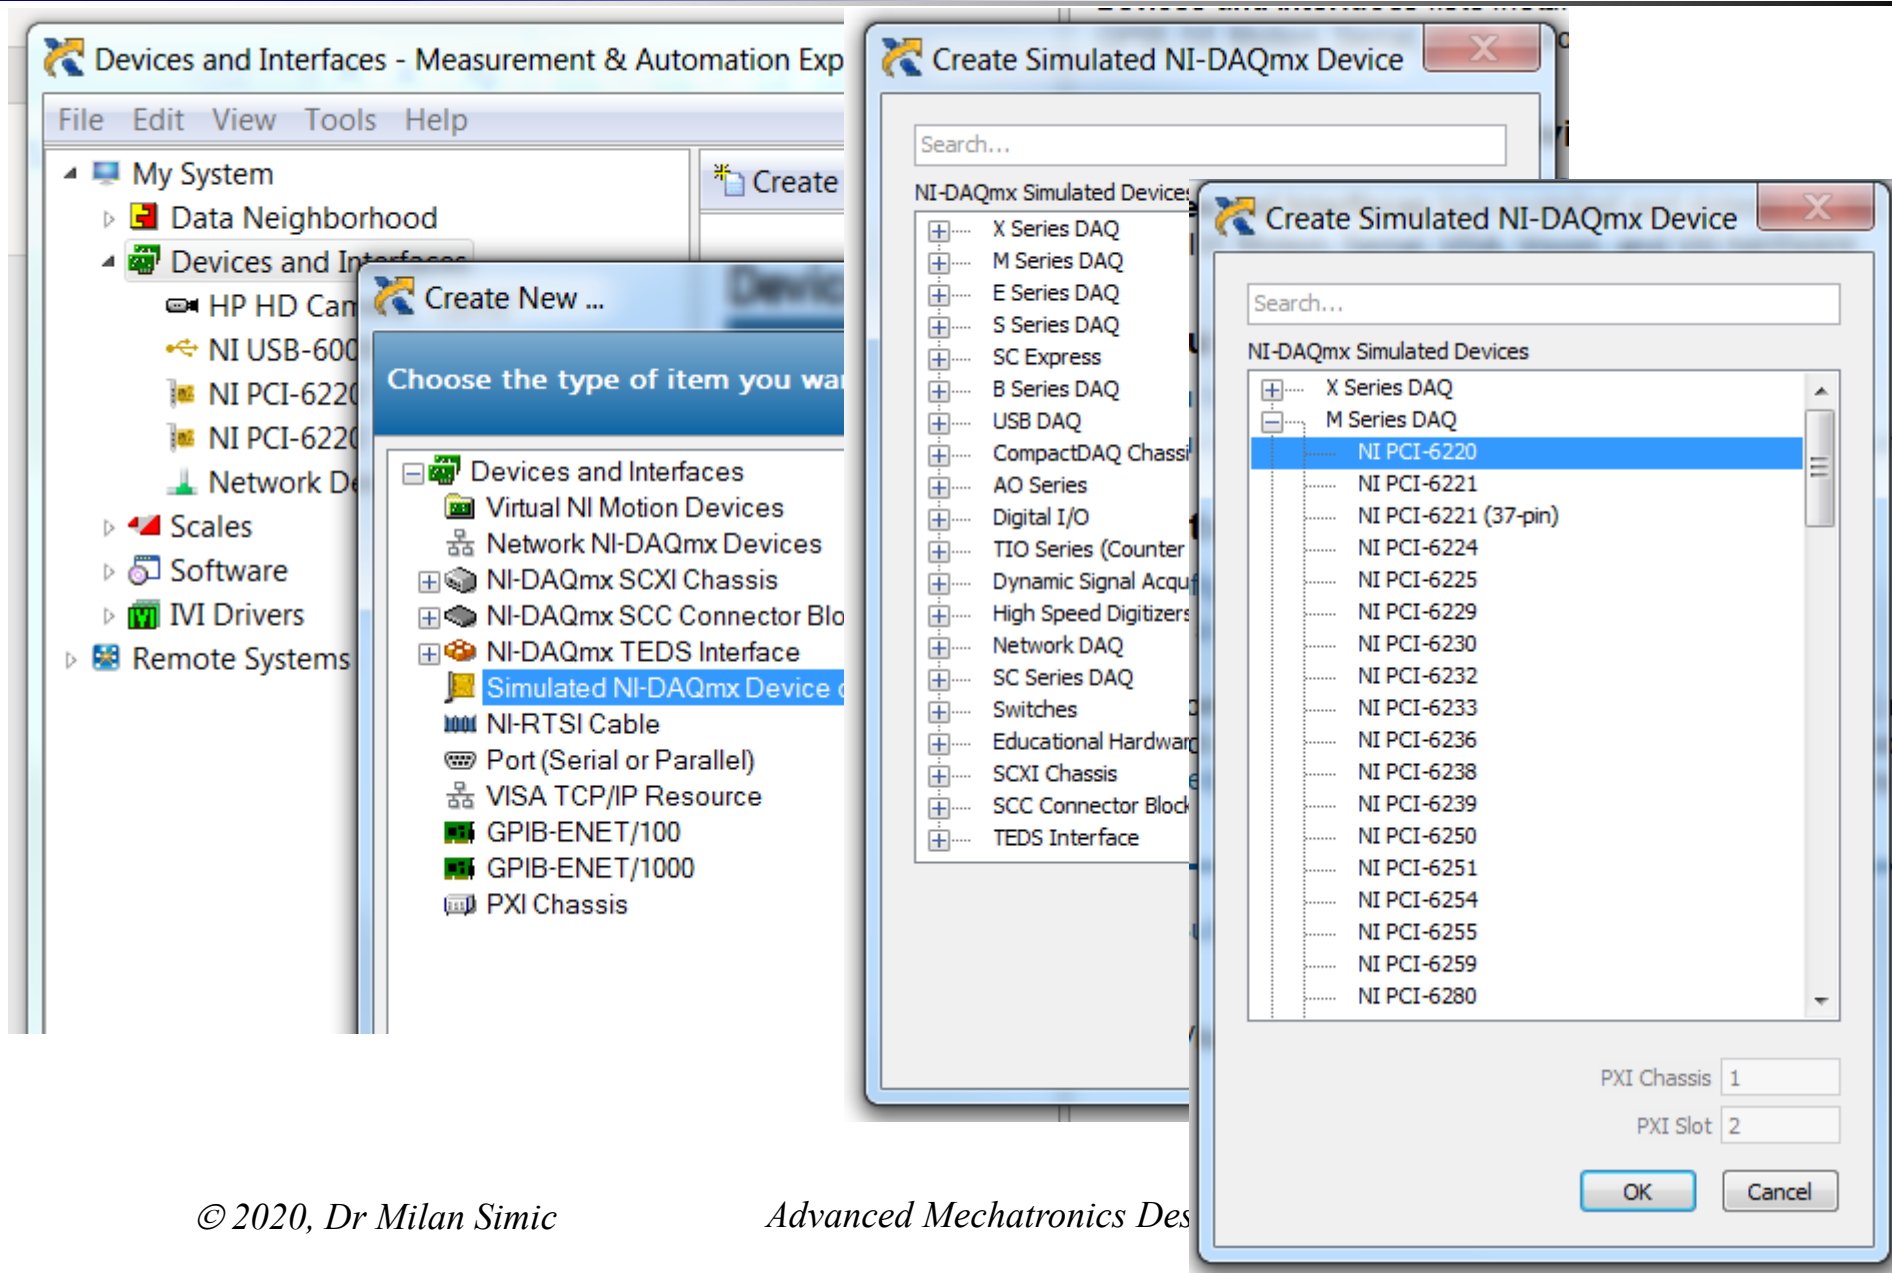 Devices and Interfaces - Measurement & Automation Exp
File Edit View Tools Help
My System
Data Neighborhood
Devices and Interfaces
HP HD Cam
NI USB-600
NI PCI-6220
NI PCI-6220
Network De
Scales
Software
IVI Drivers
Remote Systems
Create
Create New ...
Choose the type of item you wa
Devices and Interfaces
Virtual NI Motion Devices
Network NI-DAQmx Devices
NI-DAQmx SCXI Chassis
NI-DAQmx SCC Connector Blo
NI-DAQmx TEDS Interface
Simulated NI-DAQmx Device
NI-RTSI Cable
Port (Serial or Parallel)
VISA TCP/IP Resource
GPIB-ENET/100
GPIB-ENET/1000
PXI Chassis
Create Simulated NI-DAQmx Device
Search...
NI-DAQmx Simulated Devices
X Series DAQ
M Series DAQ
E Series DAQ
S Series DAQ
SC Express
B Series DAQ
USB DAQ
CompactDAQ Chassi
AO Series
Digital I/O
TIO Series (Counter
Dynamic Signal Acqu
High Speed Digitizers
Network DAQ
SC Series DAQ
Switches
Educational Hardwar
SCXI Chassis
SCC Connector Block
TEDS Interface
Create Simulated NI-DAQmx Device
Search...
NI-DAQmx Simulated Devices
X Series DAQ
M Series DAQ
NI PCI-6220
NI PCI-6221
NI PCI-6221 (37-pin)
NI PCI-6224
NI PCI-6225
NI PCI-6229
NI PCI-6230
NI PCI-6232
NI PCI-6233
NI PCI-6236
NI PCI-6238
NI PCI-6239
NI PCI-6250
NI PCI-6251
NI PCI-6254
NI PCI-6255
NI PCI-6259
NI PCI-6280
PXI Chassis 1
PXI Slot 2
OK Cancel
© 2020, Dr Milan Simic
Advanced Mechatronics Des